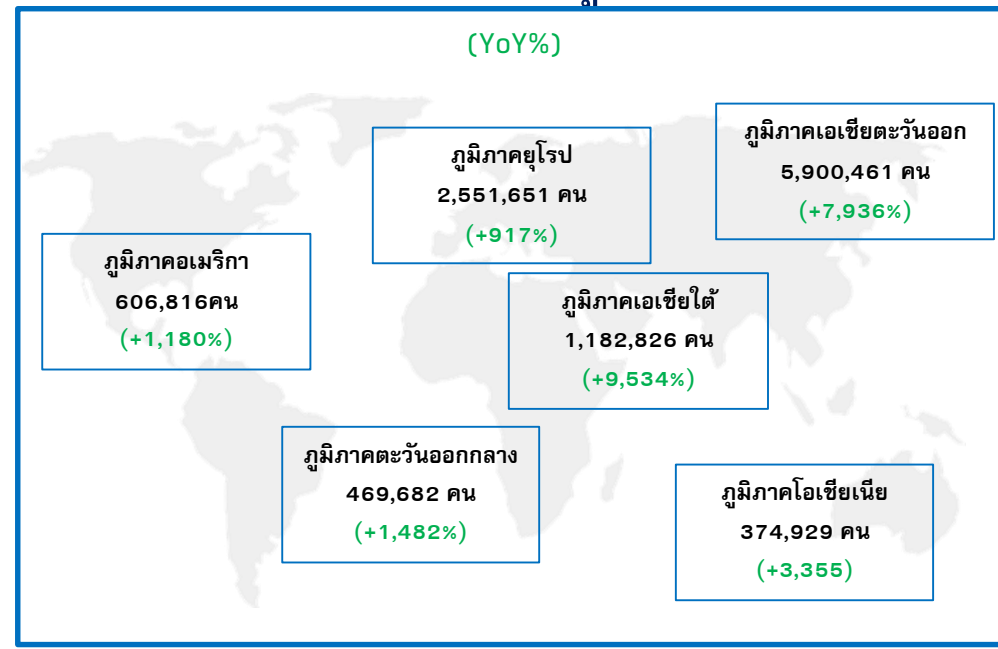 (YoY%)
ภูมิภาคเอเชียตะวันออก
5,900,461 คน
(+7,936%)
ภูมิภาคยุโรป
2,551,651 คน
(+917%)
ภูมิภาคอเมริกา
606,816คน
(+1,180%)
ภูมิภาคเอเชียใต้
1,182,826 คน
(+9,534%)
ภูมิภาคตะวันออกกลาง
469,682 คน
(+1,482%)
ภูมิภาคโอเชียเนีย
374,929 คน
(+3,355)